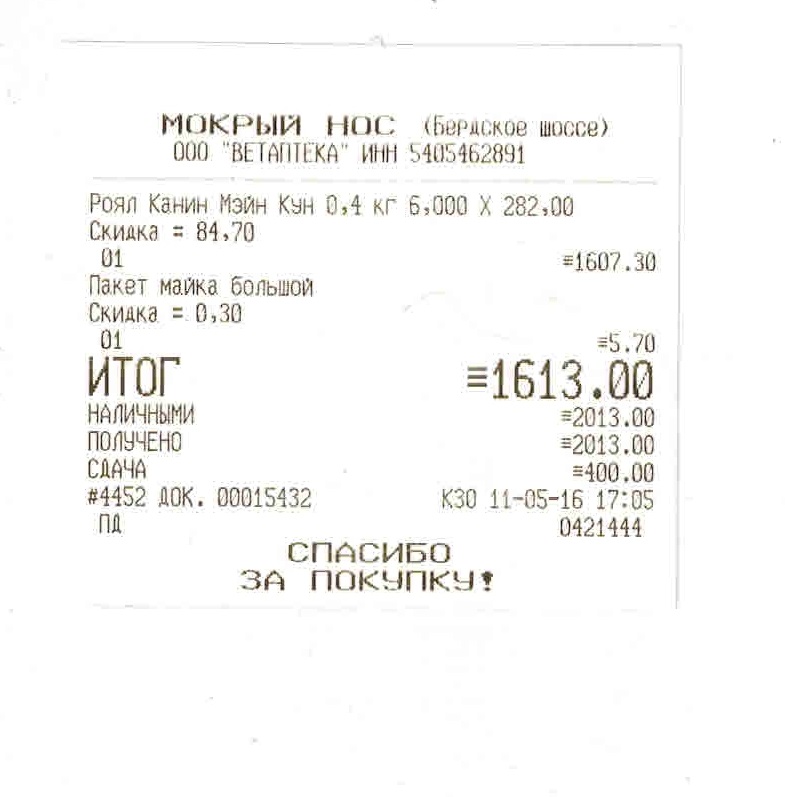 МОКРЫЙ НОС (Бердское шоссе)
ООО "ВЕТАПТЕКА" ИНН 5405462891
Роял Канин Мэйн Кун 0,4 кг 6,000 X 282,00
Скидка = 84,70
01 ≡1607.30
Пакет майка большой
Скидка = 0,30
01 ≡5.70
ИТОГ ≡1613.00
НАЛИЧНЫМИ ≡2013.00
ПОЛУЧЕНО ≡2013.00
СДАЧА ≡400.00
#4452 ДОК. 00015432 КЗО 11-05-16 17:05
ПД 0421444
СПАСИБО
ЗА ПОКУПКУ!